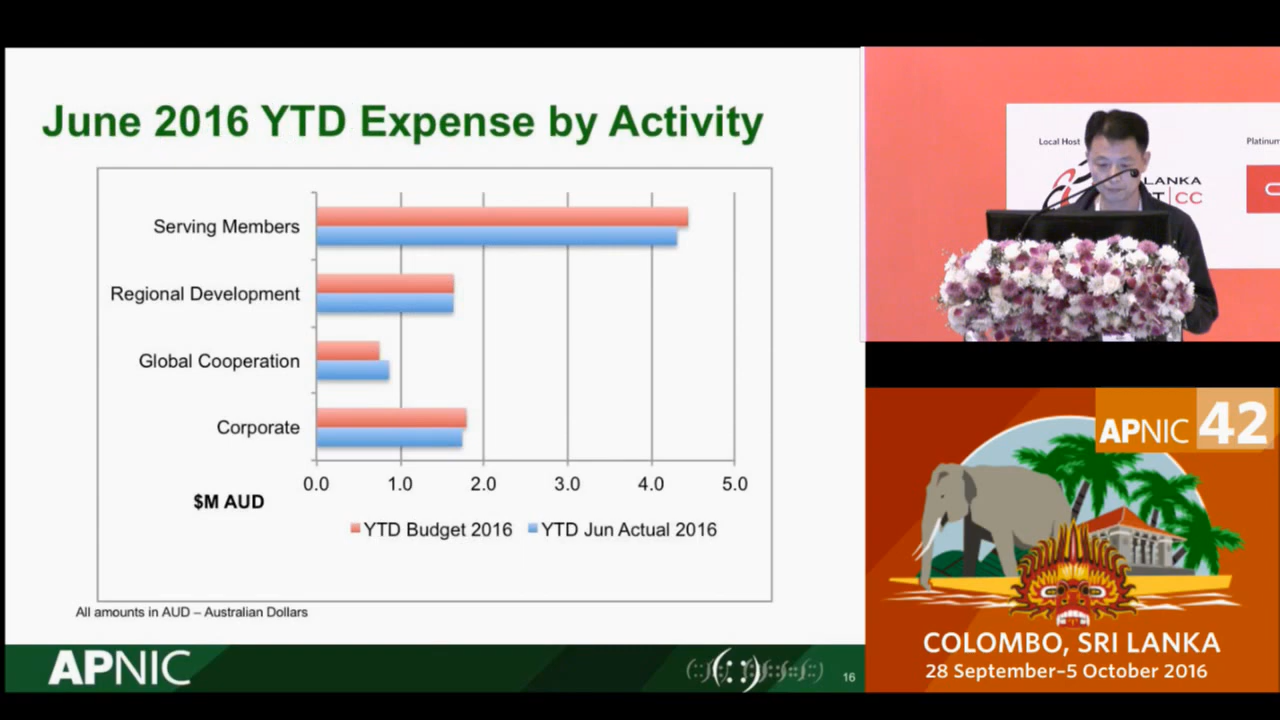 June 2016 YTD Expense by Activity
Serving Members
Regional Development
Global Cooperation
Corporate
0.0 1.0 2.0 3.0 4.0 5.0
$M AUD
YTD Budget 2016 YTD Jun Actual 2016
All amounts in AUD – Australian Dollars
APNIC
16
Local Host
Platinum
LANKA
CC
APNIC 42
COLOMBO, SRI LANKA
28 September–5 October 2016